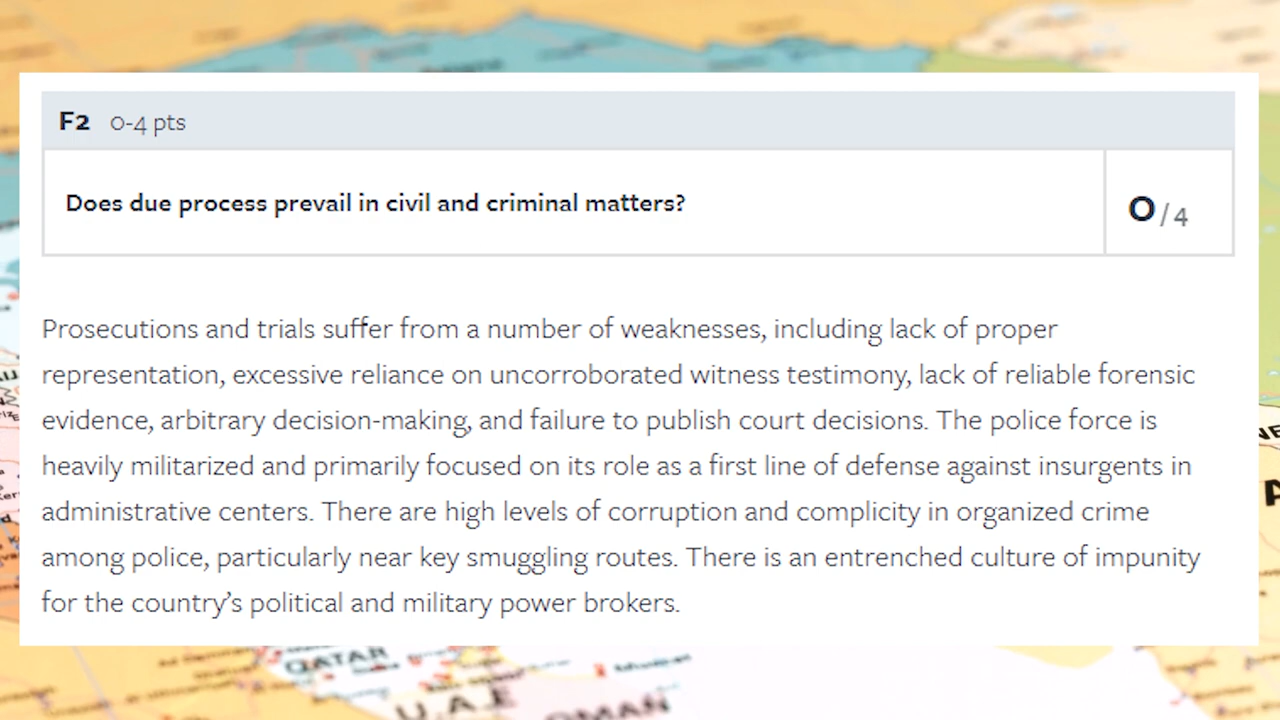 F2 0-4 pts
Does due process prevail in civil and criminal matters?
0/4
Prosecutions and trials suffer from a number of weaknesses, including lack of proper
representation, excessive reliance on uncorroborated witness testimony, lack of reliable forensic
evidence, arbitrary decision-making, and failure to publish court decisions. The police force is
heavily militarized and primarily focused on its role as a first line of defense against insurgents in
administrative centers. There are high levels of corruption and complicity in organized crime
among police, particularly near key smuggling routes. There is an entrenched culture of impunity
for the country’s political and military power brokers.
QATAR
U.A.E
OMAN